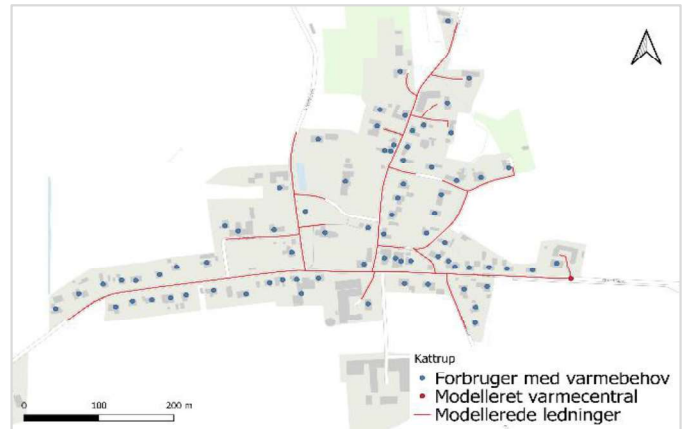 Kattrup
Forbruger med varmebehov
Modelleret varmecentral
Modellerede ledninger
0 100 200 m